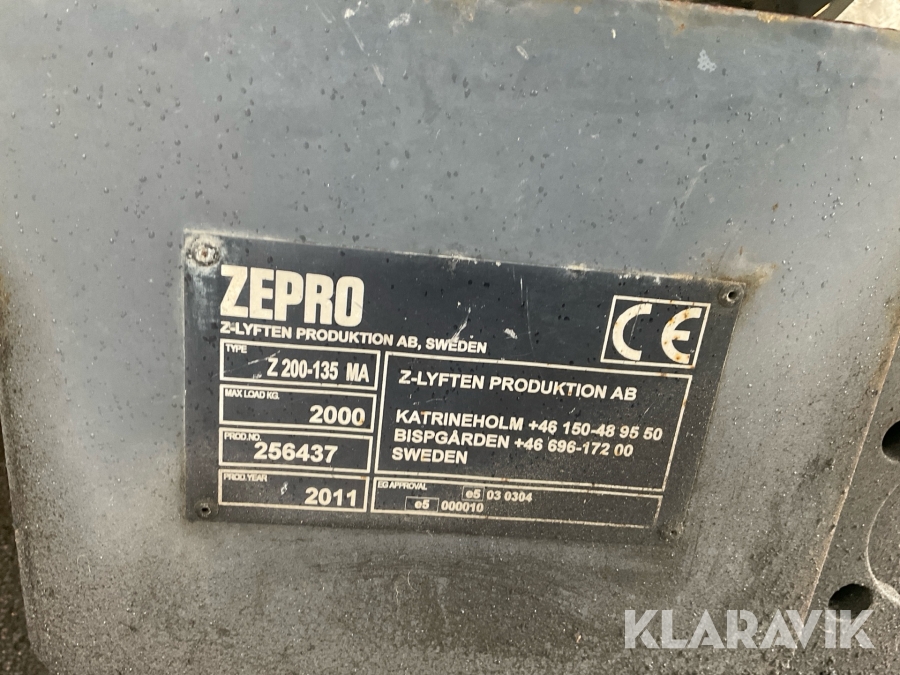 ZEPRO
Z-LYFTEN PRODUKTION AB, SWEDEN
CE
TYPE
Z 200-135 MA
MAX LOAD KG.
2000
PROD.NO.
256437
PROD.YEAR
2011
Z-LYFTEN PRODUKTION AB
KATRINEHOLM +46 150-48 95 50
BISPGÅRDEN +46 696-172 00
SWEDEN
EG APPROVAL
e5 03 0304
e5 000010
KLARAVIK